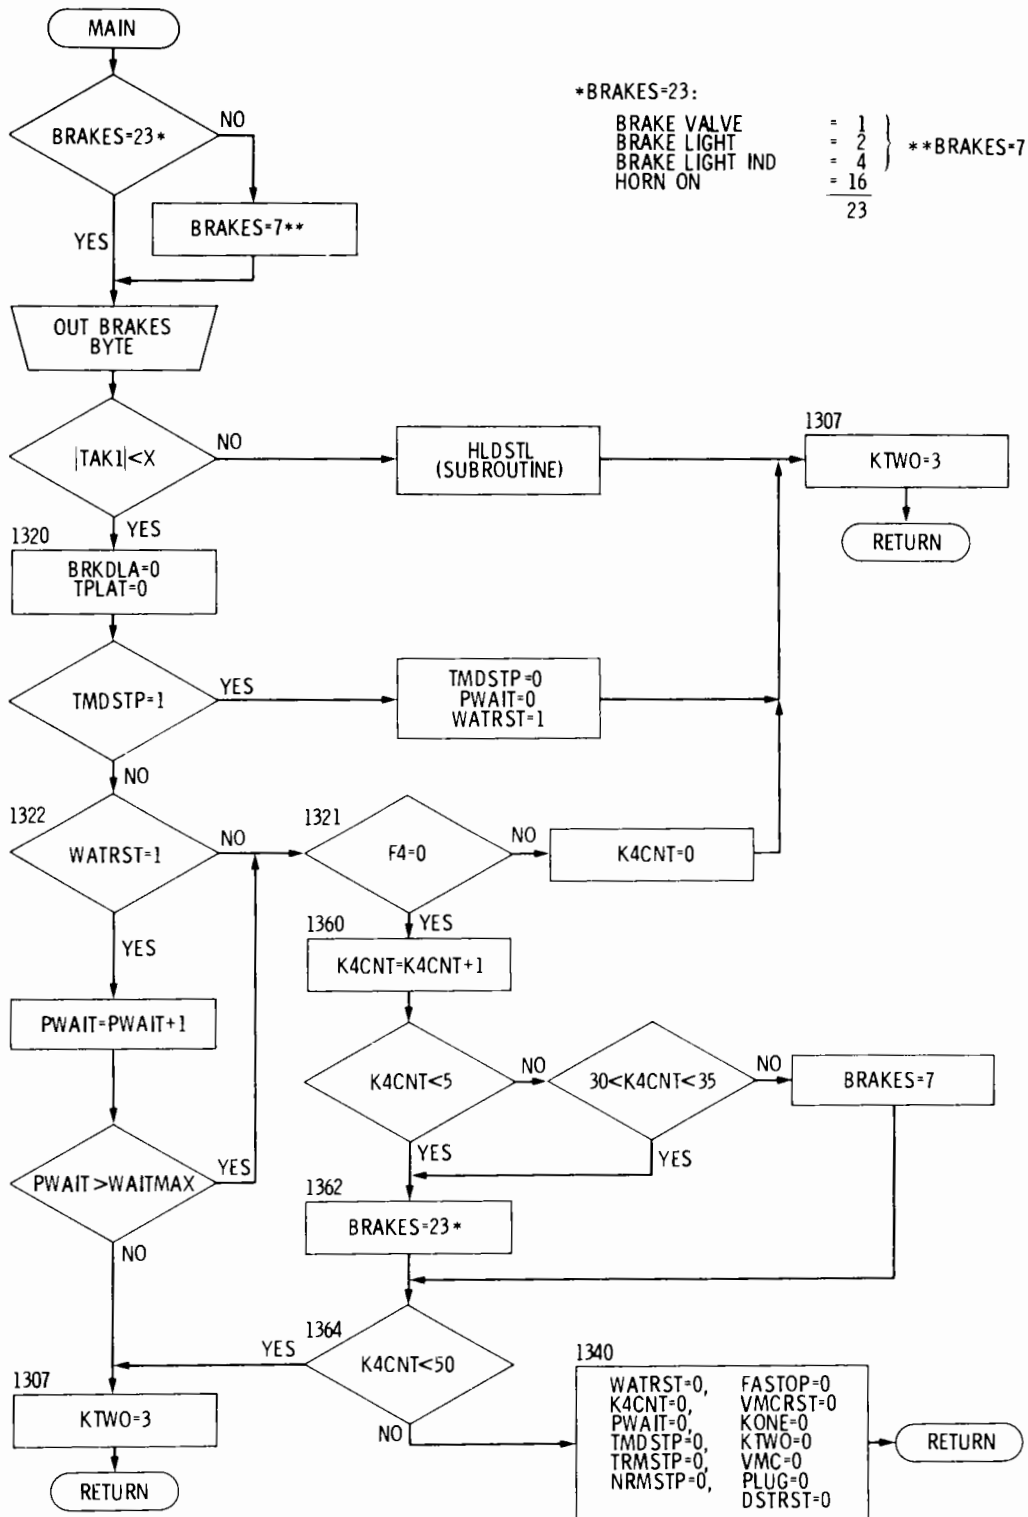 MAIN
*BRAKES=23:
BRAKE VALVE = 1
BRAKE LIGHT = 2
BRAKE LIGHT IND = 4
**BRAKES=7
HORN ON = 16
23
BRAKES=23*
NO
YES
BRAKES=7**
OUT BRAKES
BYTE
|TAK1|<X
NO
HLDSTL
(SUBROUTINE)
1307
KTWO=3
RETURN
YES
1320
BRKDLA=0
TPLAT=0
TMDSTP=1
YES
TMDSTP=0
PWAIT=0
WATRST=1
NO
1322
WATRST=1
NO
1321
F4=0
NO
K4CNT=0
YES
YES
1360
K4CNT=K4CNT+1
PWAIT=PWAIT+1
K4CNT<5
NO
30<K4CNT<35
NO
BRAKES=7
YES
YES
PWAIT>WAITMAX
YES
1362
BRAKES=23*
NO
1364
YES
K4CNT<50
NO
1307
KTWO=3
RETURN
1340
WATRST=0, FASTOP=0
K4CNT=0, VMCRST=0
PWAIT=0, KONE=0
TMDSTP=0, KTWO=0
TRMSTP=0, VMC=0
NRMSTP=0, PLUG=0
DSTRST=0
RETURN